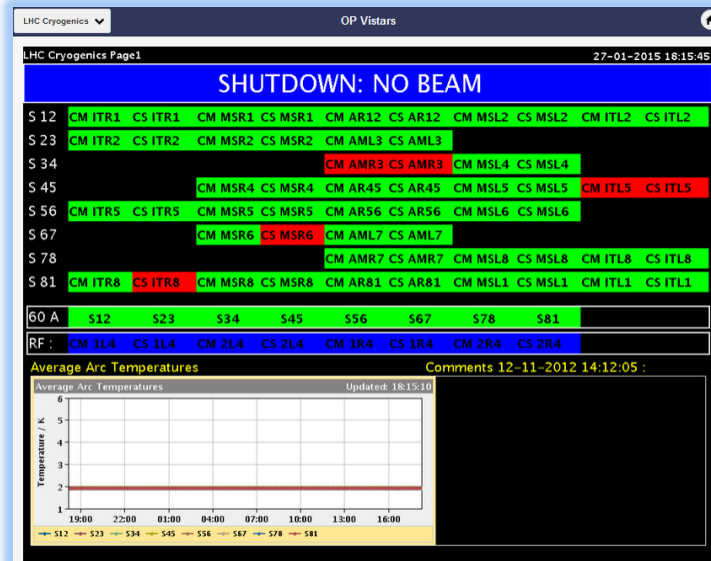 LHC Cryogenics OP Vistars
LHC Cryogenics Page1 27-01-2015 18:15:45
SHUTDOWN: NO BEAM
S 12 CM ITR1 CS ITR1 CM MSR1 CS MSR1 CM AR12 CS AR12 CM MSL2 CS MSL2 CM ITL2 CS ITL2
S 23 CM ITR2 CS ITR2 CM MSR2 CS MSR2 CM AML3 CS AML3
S 34 CM AMR3 CS AMR3 CM MSL4 CS MSL4
S 45 CM MSR4 CS MSR4 CM AR45 CS AR45 CM MSL5 CS MSL5 CM ITL5 CS ITL5
S 56 CM ITR5 CS ITR5 CM MSR5 CS MSR5 CM AR56 CS AR56 CM MSL6 CS MSL6
S 67 CM MSR6 CS MSR6 CM AML7 CS AML7
S 78 CM AMR7 CS AMR7 CM MSL8 CS MSL8 CM ITL8 CS ITL8
S 81 CM ITR8 CS ITR8 CM MSR8 CS MSR8 CM AR81 CS AR81 CM MSL1 CS MSL1 CM ITL1 CS ITL1
60 A S12 S23 S34 S45 S56 S67 S78 S81
RF : CM 1L4 CS 1L4 CM 2L4 CS 2L4 CM 1R4 CS 1R4 CM 2R4 CS 2R4
Average Arc Temperatures Comments 12-11-2012 14:12:05 :
Average Arc Temperatures Updated: 18:15:10
Temperature / K
6
5
4
3
2
1
19:00 22:00 01:00 04:00 07:00 10:00 13:00 16:00
S12 S23 S34 S45 S56 S67 S78 S81